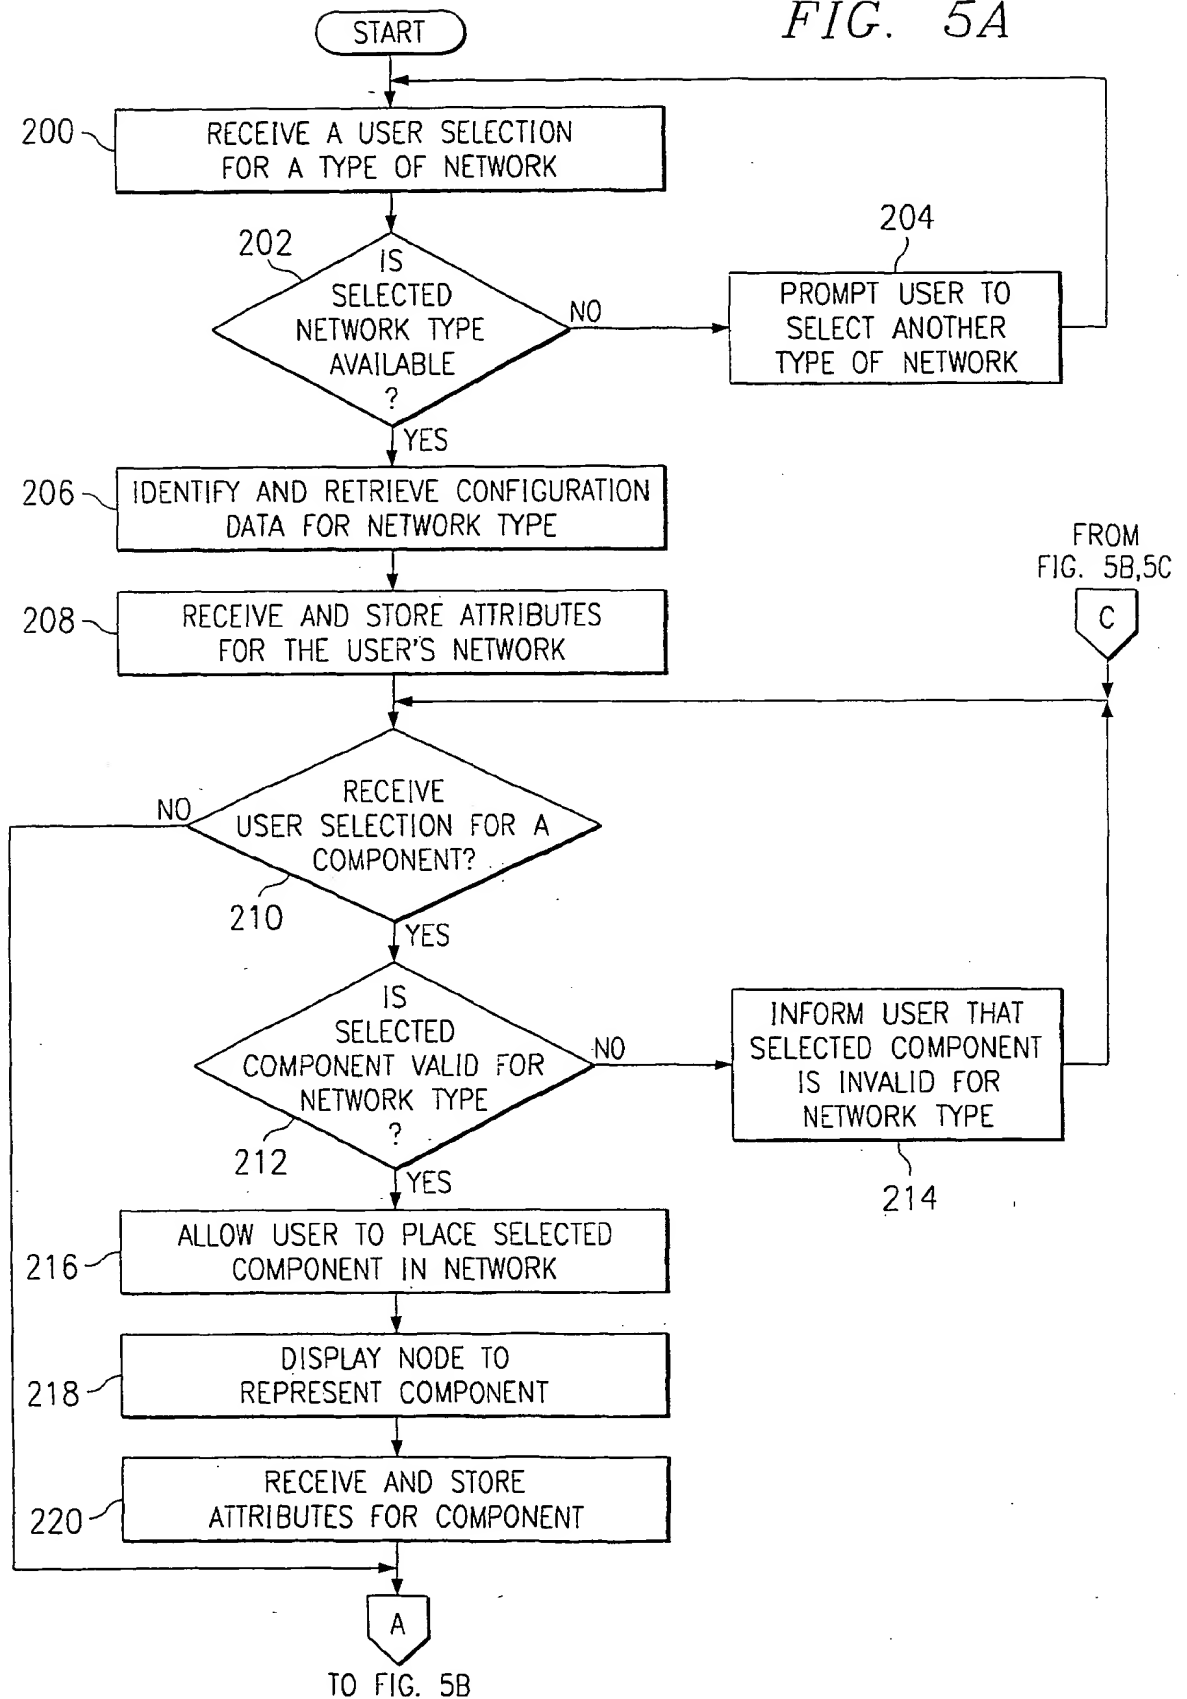 FIG. 5A
START
200
RECEIVE A USER SELECTION
FOR A TYPE OF NETWORK
202
IS
SELECTED
NETWORK TYPE
AVAILABLE
?
NO
204
PROMPT USER TO
SELECT ANOTHER
TYPE OF NETWORK
YES
206
IDENTIFY AND RETRIEVE CONFIGURATION
DATA FOR NETWORK TYPE
208
RECEIVE AND STORE ATTRIBUTES
FOR THE USER'S NETWORK
FROM
FIG. 5B,5C
C
NO
RECEIVE
USER SELECTION FOR A
COMPONENT?
210
YES
IS
SELECTED
COMPONENT VALID FOR
NETWORK TYPE
?
212
NO
INFORM USER THAT
SELECTED COMPONENT
IS INVALID FOR
NETWORK TYPE
214
YES
216
ALLOW USER TO PLACE SELECTED
COMPONENT IN NETWORK
218
DISPLAY NODE TO
REPRESENT COMPONENT
220
RECEIVE AND STORE
ATTRIBUTES FOR COMPONENT
A
TO FIG. 5B